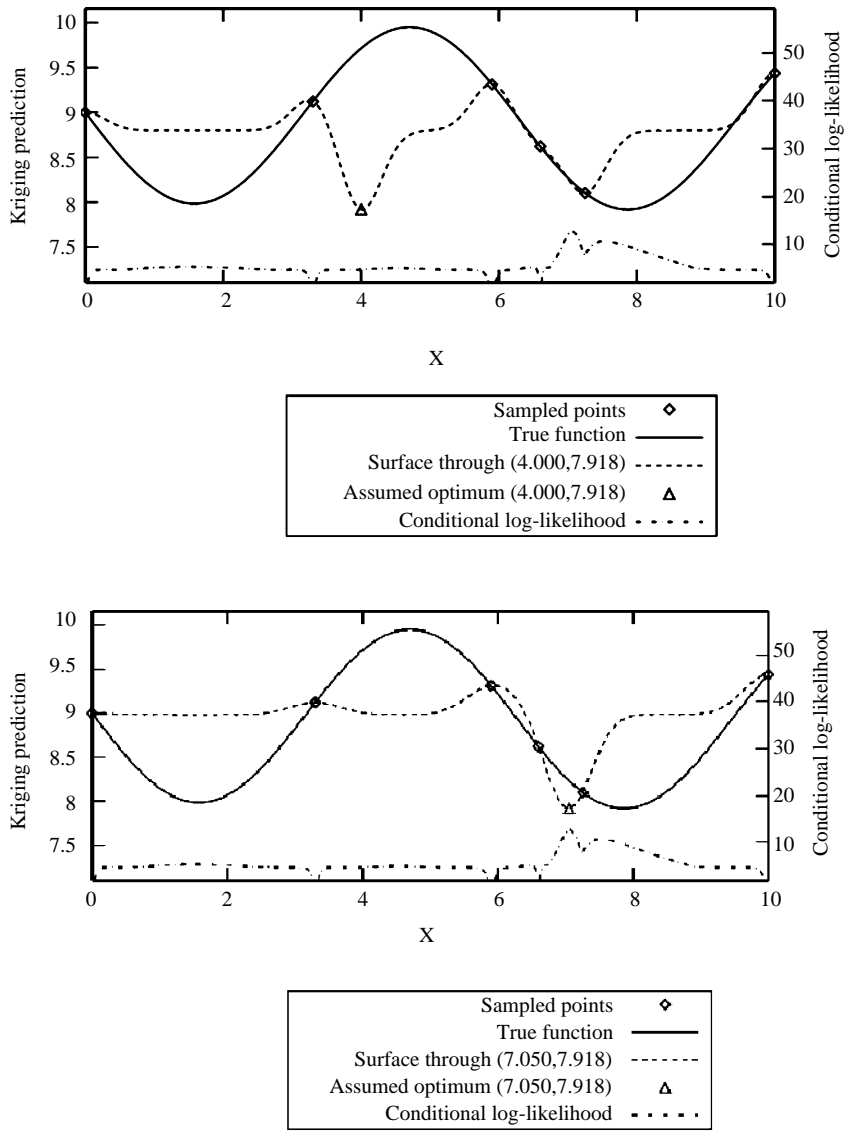 10
9.5
9
8.5
8
7.5
Kriging prediction
50
40
30
20
10
Conditional log-likelihood
0 2 4 6 8 10
X
Sampled points
True function
Surface through (4.000,7.918)
Assumed optimum (4.000,7.918)
Conditional log-likelihood
10
9.5
9
8.5
8
7.5
Kriging prediction
50
40
30
20
10
Conditional log-likelihood
0 2 4 6 8 10
X
Sampled points
True function
Surface through (7.050,7.918)
Assumed optimum (7.050,7.918)
Conditional log-likelihood